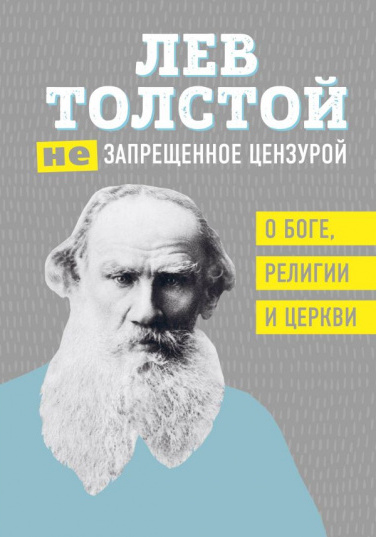 ЛЕВ
ТОЛСТОЙ
не ЗАПРЕЩЕННОЕ ЦЕНЗУРОЙ
О БОГЕ,
РЕЛИГИИ
И ЦЕРКВИ